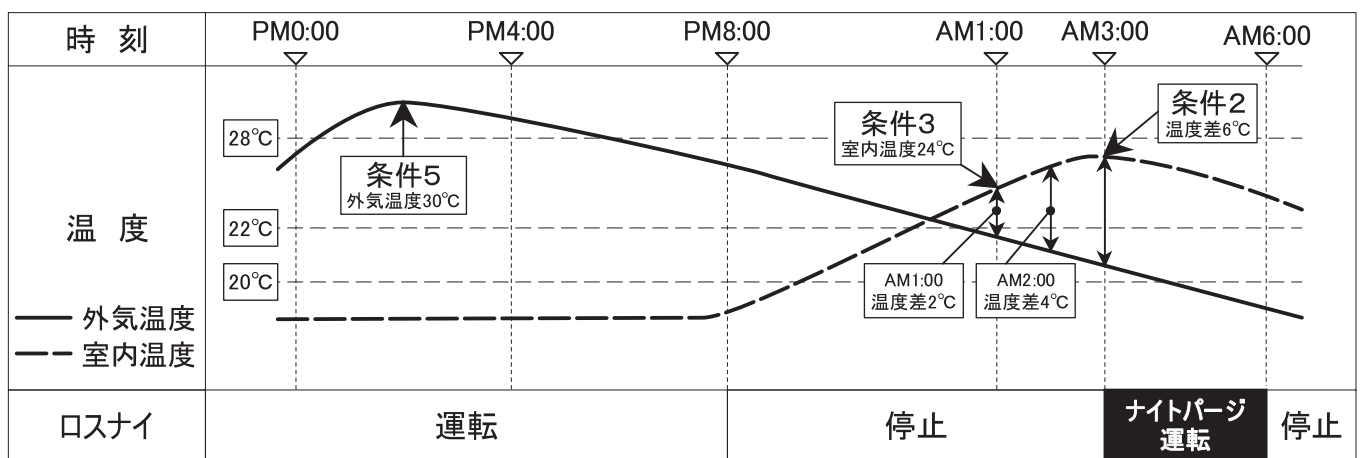 時 刻
PM0:00
PM4:00
PM8:00
AM1:00
AM3:00
AM6:00
温 度
28℃
22℃
20℃
条件5
外気温度30℃
条件3
室内温度24℃
条件2
温度差6℃
AM1:00
温度差2℃
AM2:00
温度差4℃
外気温度
室内温度
ロスナイ
運転
停止
ナイトパージ
運転
停止